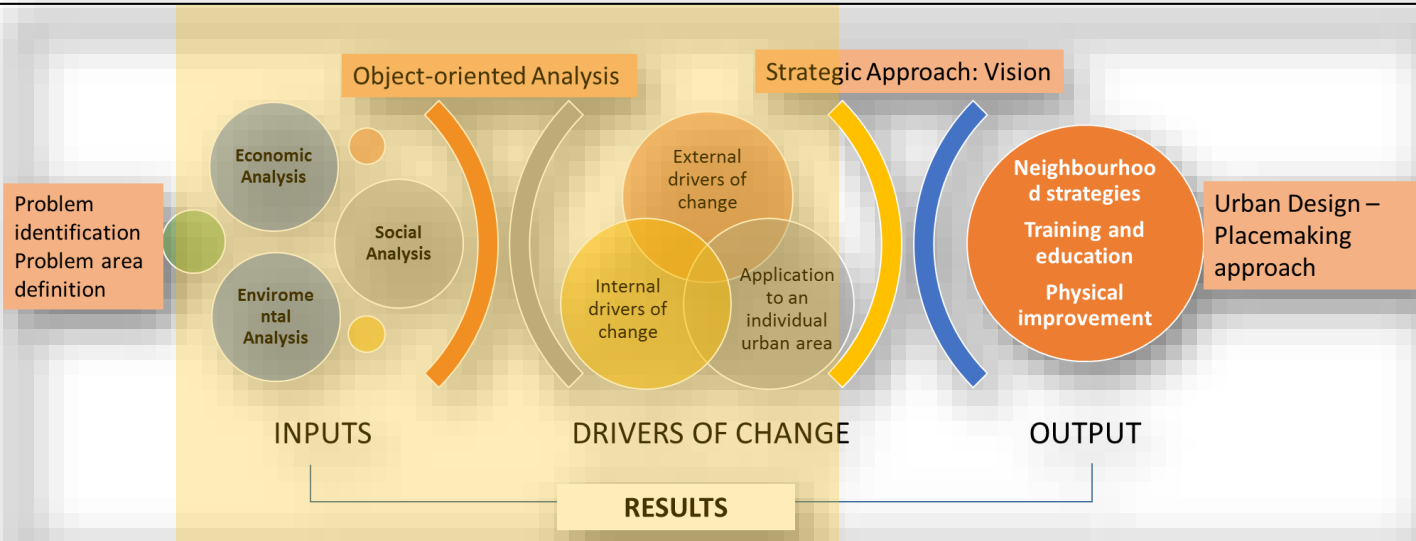 Object-oriented Analysis
Strategic Approach: Vision
Problem
identification
Problem area
definition
Economic
Analysis
Social
Analysis
Envirome
ntal
Analysis
External
drivers of
change
Internal
drivers of
change
Application
to an
individual
urban area
Neighbourhoo
d strategies
Training and
education
Physical
improvement
Urban Design –
Placemaking
approach
INPUTS
DRIVERS OF CHANGE
OUTPUT
RESULTS